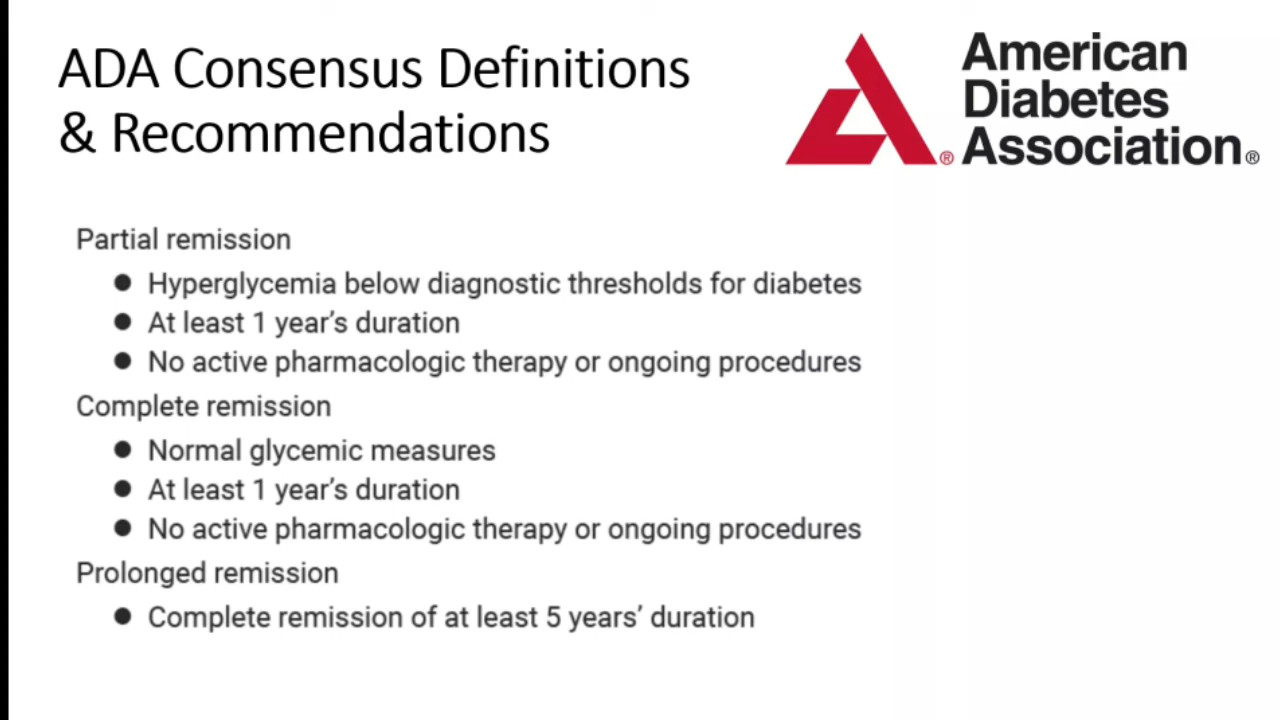 ADA Consensus Definitions
& Recommendations
American
Diabetes
Association®
®
Partial remission
● Hyperglycemia below diagnostic thresholds for diabetes
● At least 1 year’s duration
● No active pharmacologic therapy or ongoing procedures
Complete remission
● Normal glycemic measures
● At least 1 year’s duration
● No active pharmacologic therapy or ongoing procedures
Prolonged remission
● Complete remission of at least 5 years’ duration